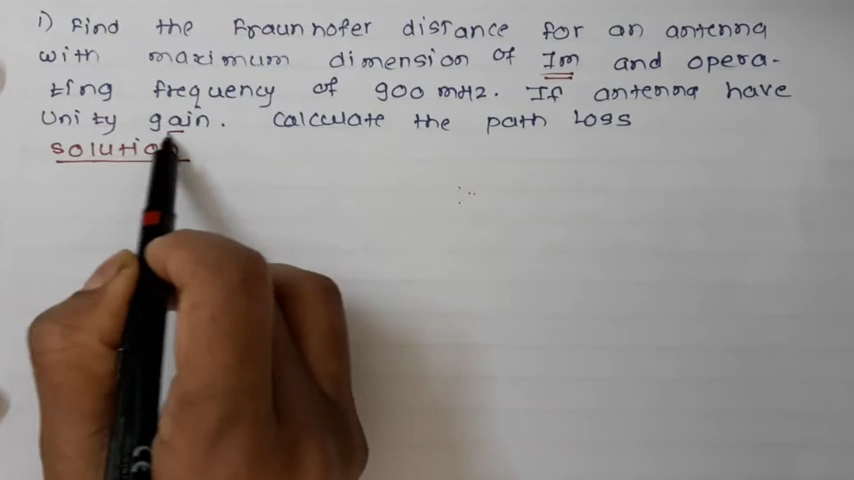 i) Find the Fraunhofer distance for an antenna
with maximum dimension of 1m and opera-
ting frequency of 900 mHz. If antenna have
Unity gain. Calculate the path Loss
solution